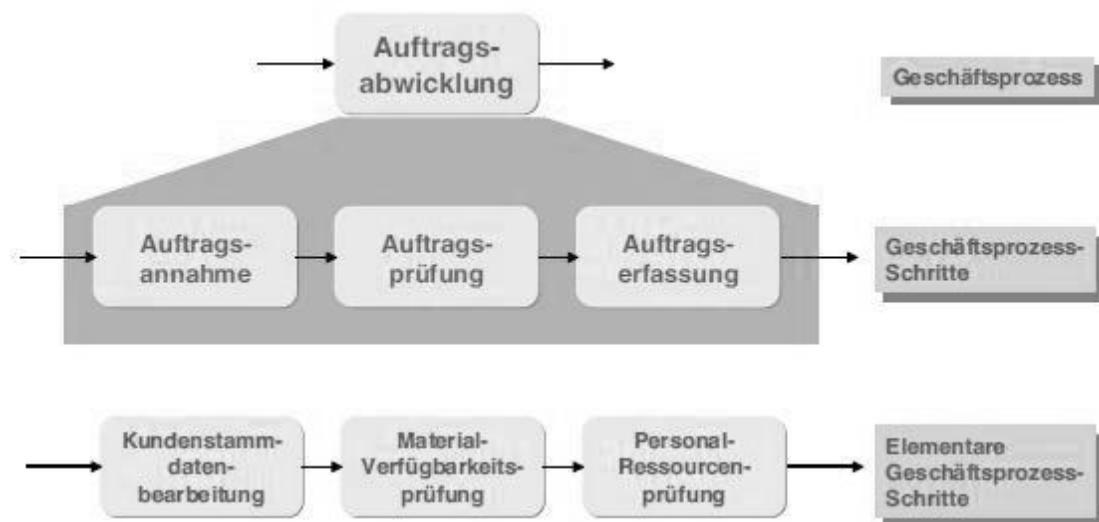 Auftrags-
abwicklung
Geschäftsprozess
Auftrags-
annahme
Auftrags-
prüfung
Auftrags-
erfassung
Geschäftsprozess-
Schritte
Kundenstamm-
daten-
bearbeitung
Material-
Verfügbarkeits-
prüfung
Personal-
Ressourcen-
prüfung
Elementare
Geschäftsprozess-
Schritte